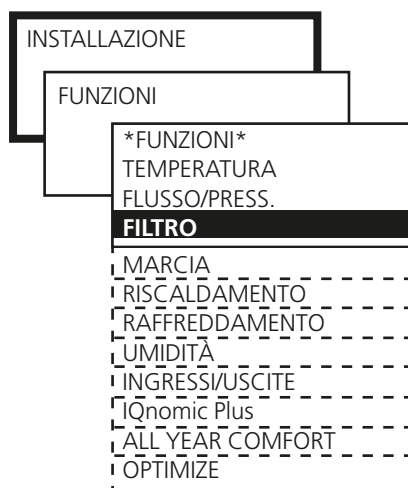 INSTALLAZIONE
FUNZIONI
*FUNZIONI*
TEMPERATURA
FLUSSO/PRESS.
FILTRO
MARCIA
RISCALDAMENTO
RAFFREDDAMENTO
UMIDITÀ
INGRESSI/USCITE
IQnomic Plus
ALL YEAR COMFORT
OPTIMIZE